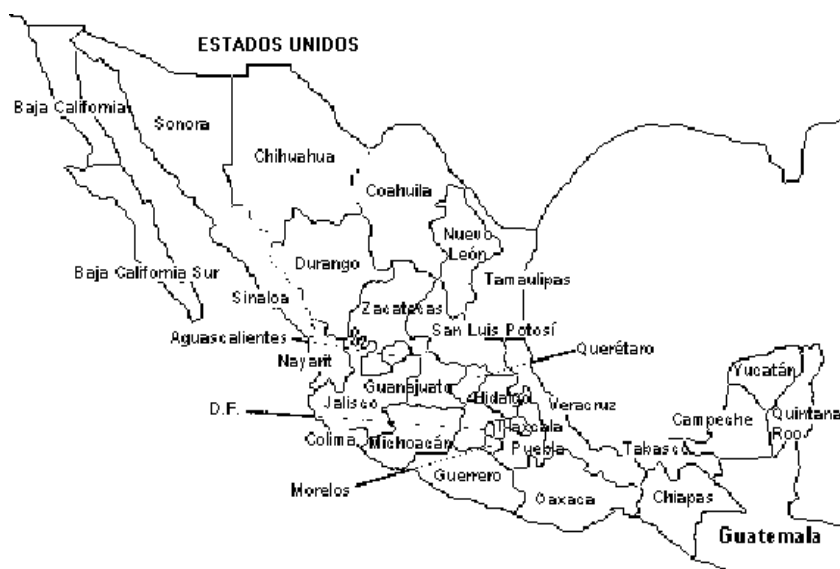 ESTADOS UNIDOS
Baja California
Sonora
Chihuahua
Coahuila
Nuevo
León
Baja California Sur
Durango
Tamaulipas
Sinaloa
Zacatecas
San Luis Potosí
Aguascalientes
Querétaro
Nayarit
Yucatán
Guanajuato
Hidalgo
Jalisco
Veracruz
D.F.
Campeche
Quintana
Roo
Tlaxcala
Colima
Michoacán
Puebla
Tabasco
Morelos
Guerrero
Oaxaca
Chiapas
Guatemala